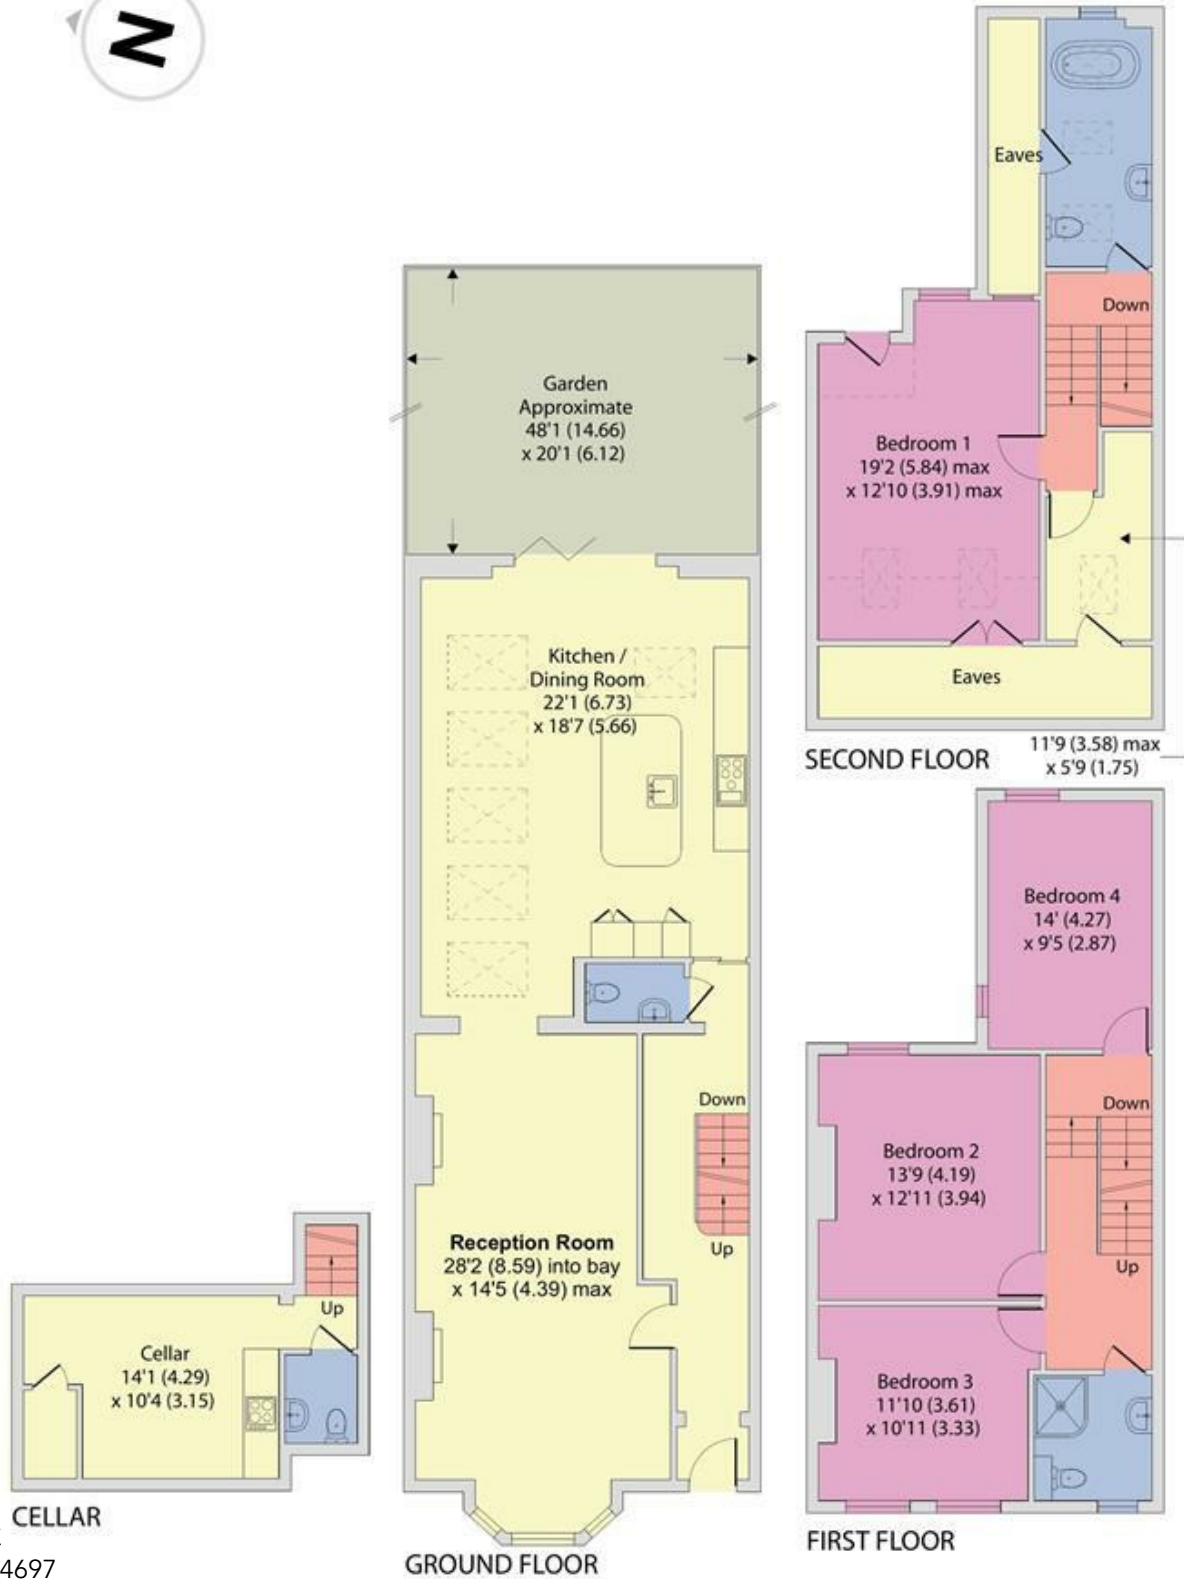 N
Eaves
Down
Bedroom 1
19'2 (5.84) max
x 12'10 (3.91) max
Eaves
SECOND FLOOR
11'9 (3.58) max
x 5'9 (1.75)
Garden
Approximate
48'1 (14.66)
x 20'1 (6.12)
Kitchen /
Dining Room
22'1 (6.73)
x 18'7 (5.66)
Down
Up
Reception Room
28'2 (8.59) into bay
x 14'5 (4.39) max
GROUND FLOOR
Bedroom 4
14' (4.27)
x 9'5 (2.87)
Bedroom 2
13'9 (4.19)
x 12'11 (3.94)
Down
Up
Bedroom 3
11'10 (3.61)
x 10'11 (3.33)
FIRST FLOOR
Up
Cellar
14'1 (4.29)
x 10'4 (3.15)
CELLAR
4697